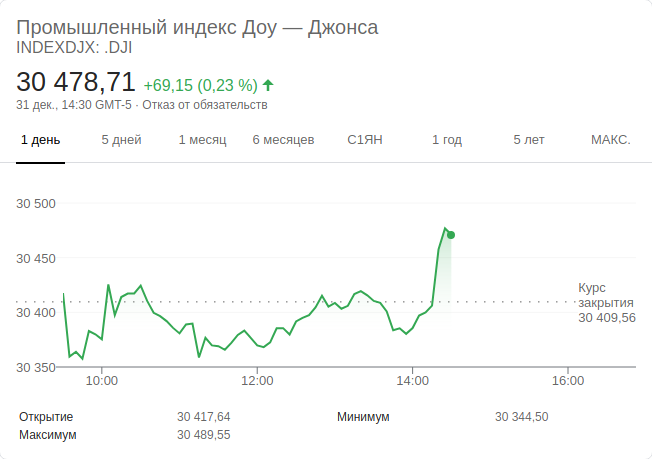 Промышленный индекс Доу — Джонса
INDEXDJX: .DJI
30 478,71 +69,15 (0,23 %)
31 дек., 14:30 GMT-5 · Отказ от обязательств
1 день 5 дней 1 месяц 6 месяцев С1ЯН 1 год 5 лет МАКС.
30 500
30 450
Курс
закрытия
30 409,56
30 400
30 350
10:00 12:00 14:00 16:00
Открытие 30 417,64 Минимум 30 344,50
Максимум 30 489,55